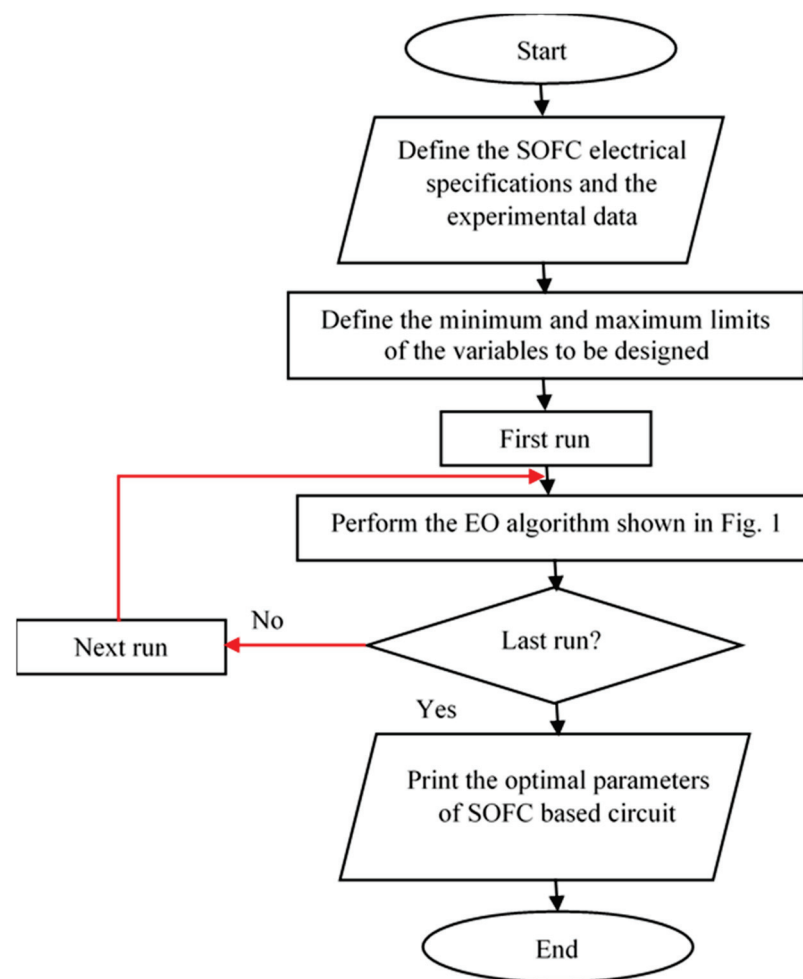 Start
Define the SOFC electrical
specifications and the
experimental data
Define the minimum and maximum limits
of the variables to be designed
First run
Perform the EO algorithm shown in Fig. 1
No
Next run
Last run?
Yes
Print the optimal parameters
of SOFC based circuit
End